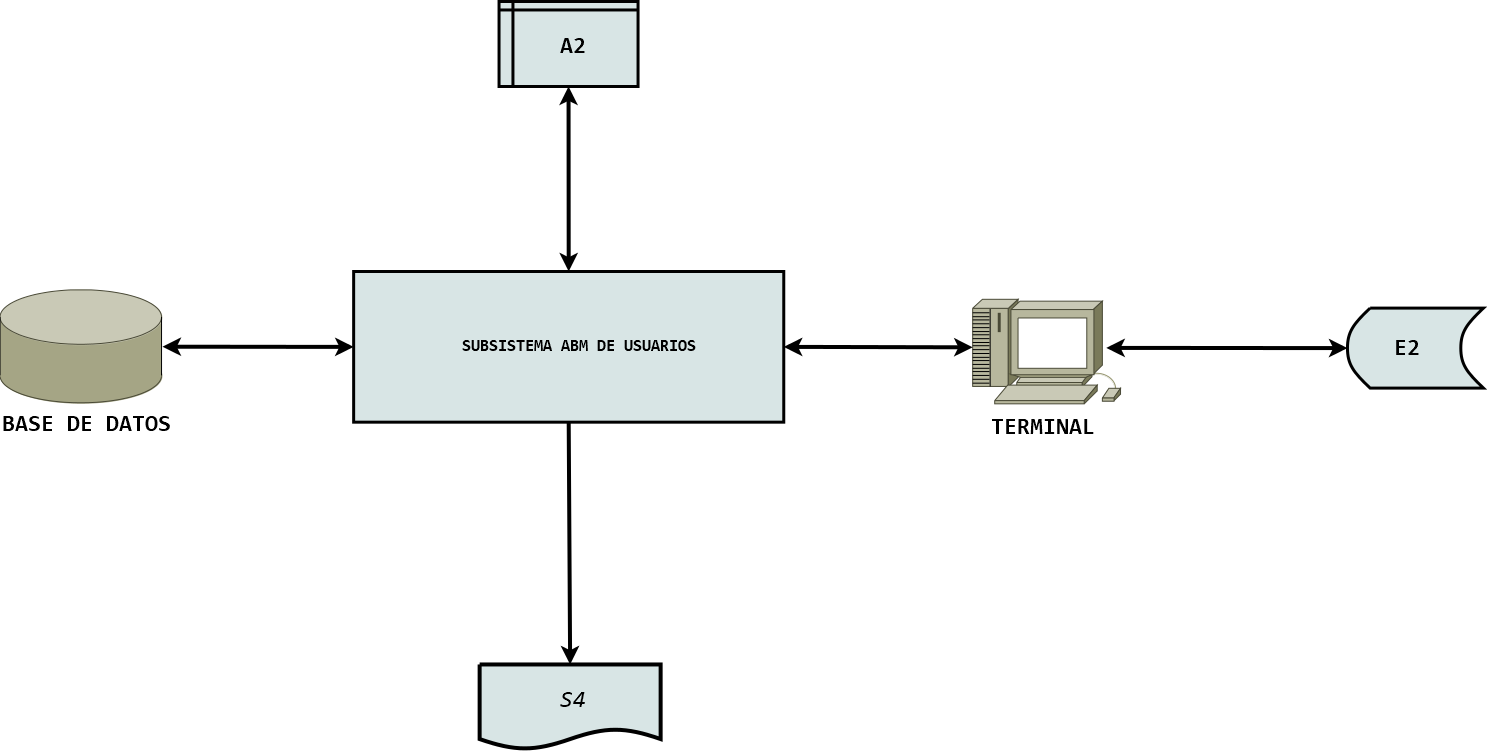 A2
SUBSISTEMA ABM DE USUARIOS
E2
BASE DE DATOS
TERMINAL
S4